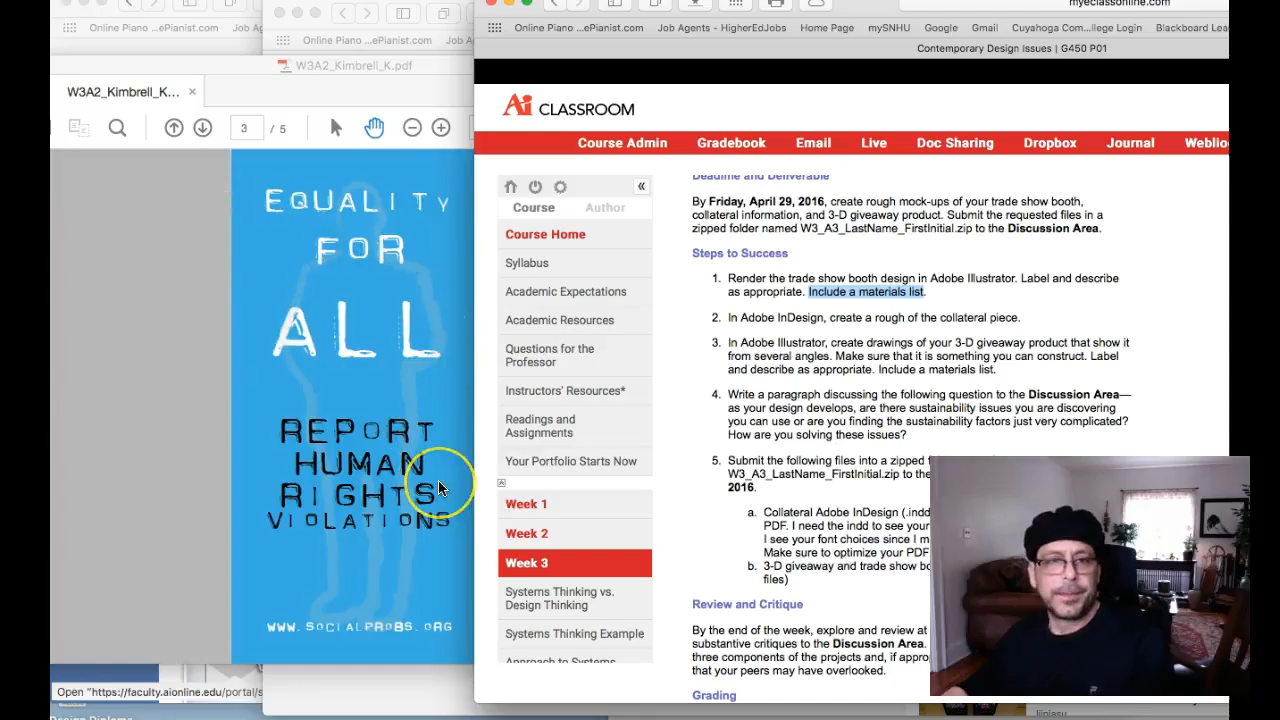 myeclassonline.com
Online Piano ...ePianist.com
Job Ag
Online Piano ...ePianist.com
Job A
Online Piano ...ePianist.com
Job Agents - HigherEdJobs
Home Page
mySNHU
Google
Gmail
Cuyahoga Com...llege Login
Blackboard Lea
Contemporary Design Issues | G450 P01
W3A2_Kimbrell_K.pdf
W3A2_Kimbrell_K...
3 / 5
EQUALITY
FOR
ALL
REPORT
HUMAN
RIGHTS
VIOLATIONS
WWW.SOCIALPROBS.ORG
Open "https://faculty.aionline.edu/portal/s
Ai CLASSROOM
Course Admin
Gradebook
Email
Live
Doc Sharing
Dropbox
Journal
Weblio
Course
Author
Course Home
Syllabus
Academic Expectations
Academic Resources
Questions for the
Professor
Instructors' Resources*
Readings and
Assignments
Your Portfolio Starts Now
Week 1
Week 2
Week 3
Systems Thinking vs.
Design Thinking
Systems Thinking Example
Approach to Systems
Deadline and Deliverable
By Friday, April 29, 2016, create rough mock-ups of your trade show booth,
collateral information, and 3-D giveaway product. Submit the requested files in a
zipped folder named W3_A3_LastName_FirstInitial.zip to the Discussion Area.
Steps to Success
1. Render the trade show booth design in Adobe Illustrator. Label and describe
as appropriate. Include a materials list.
2. In Adobe InDesign, create a rough of the collateral piece.
3. In Adobe Illustrator, create drawings of your 3-D giveaway product that show it
from several angles. Make sure that it is something you can construct. Label
and describe as appropriate. Include a materials list.
4. Write a paragraph discussing the following question to the Discussion Area—
as your design develops, are there sustainability issues you are discovering
you can use or are you finding the sustainability factors just very complicated?
How are you solving these issues?
5. Submit the following files into a zipped f
W3_A3_LastName_FirstInitial.zip to the
2016.
a. Collateral Adobe InDesign (.indd
PDF. I need the indd to see your
I see your font choices since I m
Make sure to optimize your PDF
b. 3-D giveaway and trade show bo
files)
Review and Critique
By the end of the week, explore and review at
substantive critiques to the Discussion Area.
three components of the projects and, if appro
that your peers may have overlooked.
Grading